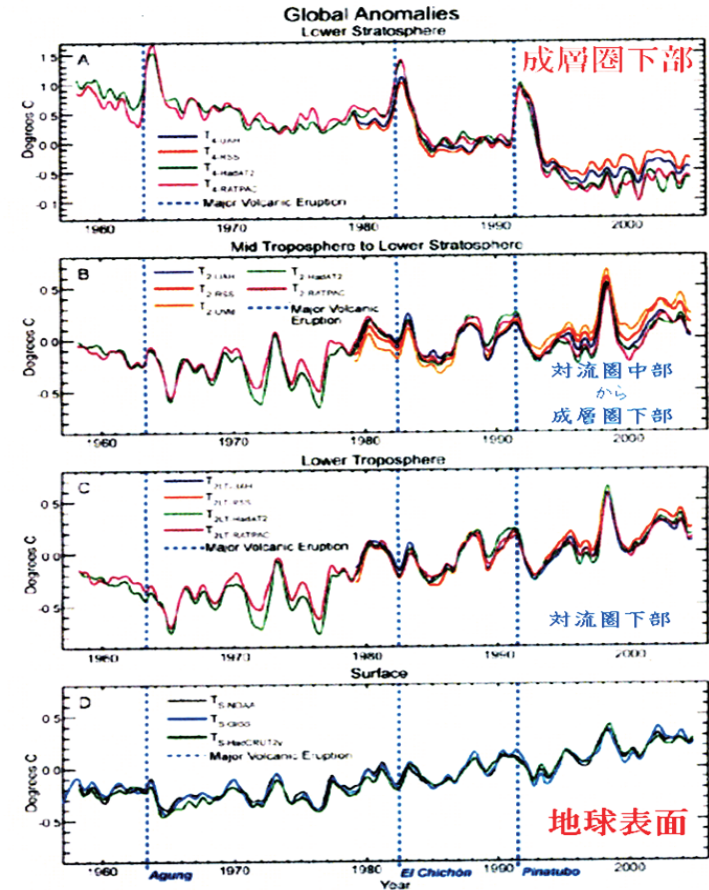 Global Anomalies
Lower Stratosphere
A
成層圏下部
Degrees C
1.5
1.0
0.5
0.0
-0.5
T4-UAH
T4-RSS
T4-HadAT2
T4-RATPAC
Major Volcanic Eruption
1960 1970 1980 1990 2000
Mid Troposphere to Lower Stratosphere
B
Degrees C
0.5
0.0
-0.5
T2-UAH T2-HadAT2
T2-RSS T2-RATPAC
Major Volcanic
Eruption
対流圏中部
から
成層圏下部
1960 1970 1980 1990 2000
Lower Troposphere
C
Degrees C
0.5
0.0
-0.5
T2LT-UAH
T2LT-RSS
T2LT-HadAT2
T2LT-RATPAC
Major Volcanic Eruption
対流圏下部
1960 1970 1980 1990 2000
Surface
D
Degrees C
0.5
0.0
-0.5
TS-NOAA
TS-GISS
TS-HadCRUT2v
Major Volcanic Eruption
地球表面
1960 1970 1980 1990 2000
Agung El Chichón Pinatubo
Year